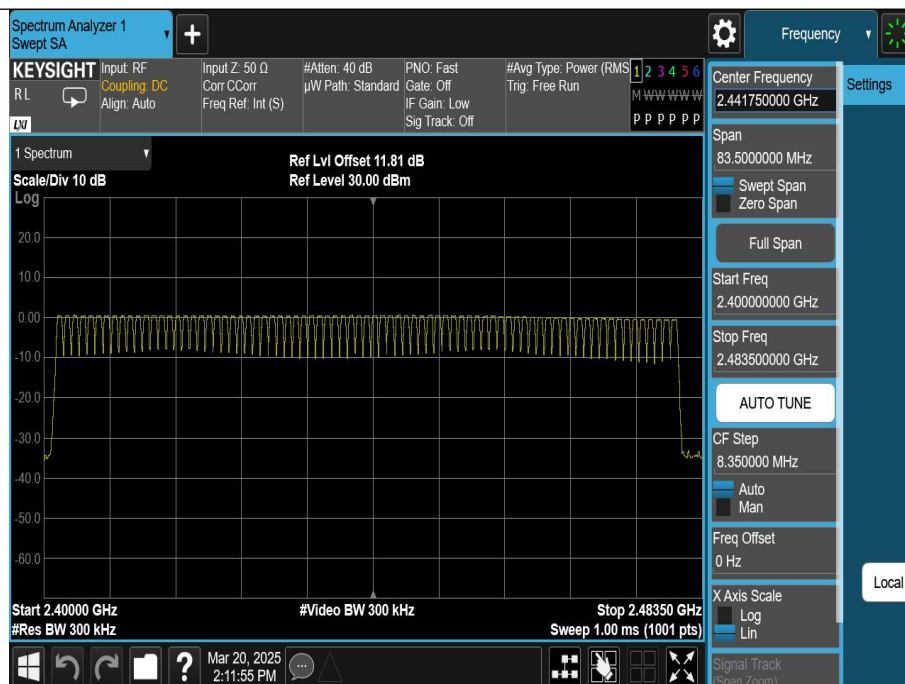 Spectrum Analyzer 1
Swept SA
Frequency
KEYSIGHT
RL
LXI
Input: RF
Coupling: DC
Align: Auto
Input Z: 50 Ω
Corr CCorr
Freq Ref: Int (S)
#Atten: 40 dB
µW Path: Standard
PNO: Fast
Gate: Off
IF Gain: Low
Sig Track: Off
#Avg Type: Power (RMS
Trig: Free Run
1 2 3 4 5 6
M W W W W W
P P P P P P
1 Spectrum
Scale/Div 10 dB
Ref Lvl Offset 11.81 dB
Ref Level 30.00 dBm
Log
20.0
10.0
0.00
-10.0
-20.0
-30.0
-40.0
-50.0
-60.0
Start 2.40000 GHz
#Res BW 300 kHz
#Video BW 300 kHz
Stop 2.48350 GHz
Sweep 1.00 ms (1001 pts)
Mar 20, 2025
2:11:55 PM
?
Center Frequency
2.441750000 GHz
Span
83.5000000 MHz
Swept Span
Zero Span
Full Span
Start Freq
2.400000000 GHz
Stop Freq
2.483500000 GHz
AUTO TUNE
CF Step
8.350000 MHz
Auto
Man
Freq Offset
0 Hz
X Axis Scale
Log
Lin
Signal Track
(Span Zoom)
Settings
Local